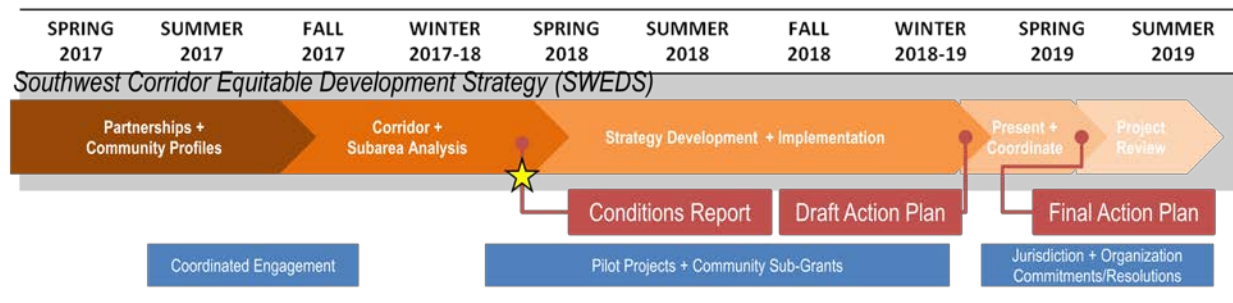 SPRING SUMMER FALL WINTER SPRING SUMMER FALL WINTER SPRING SUMMER
2017 2017 2017 2017-18 2018 2018 2018 2018-19 2019 2019
Southwest Corridor Equitable Development Strategy (SWEDS)
Partnerships +
Community Profiles
Corridor +
Subarea Analysis
Strategy Development + Implementation
Present +
Coordinate
Project
Review
Conditions Report
Draft Action Plan
Final Action Plan
Coordinated Engagement
Pilot Projects + Community Sub-Grants
Jurisdiction + Organization
Commitments/Resolutions